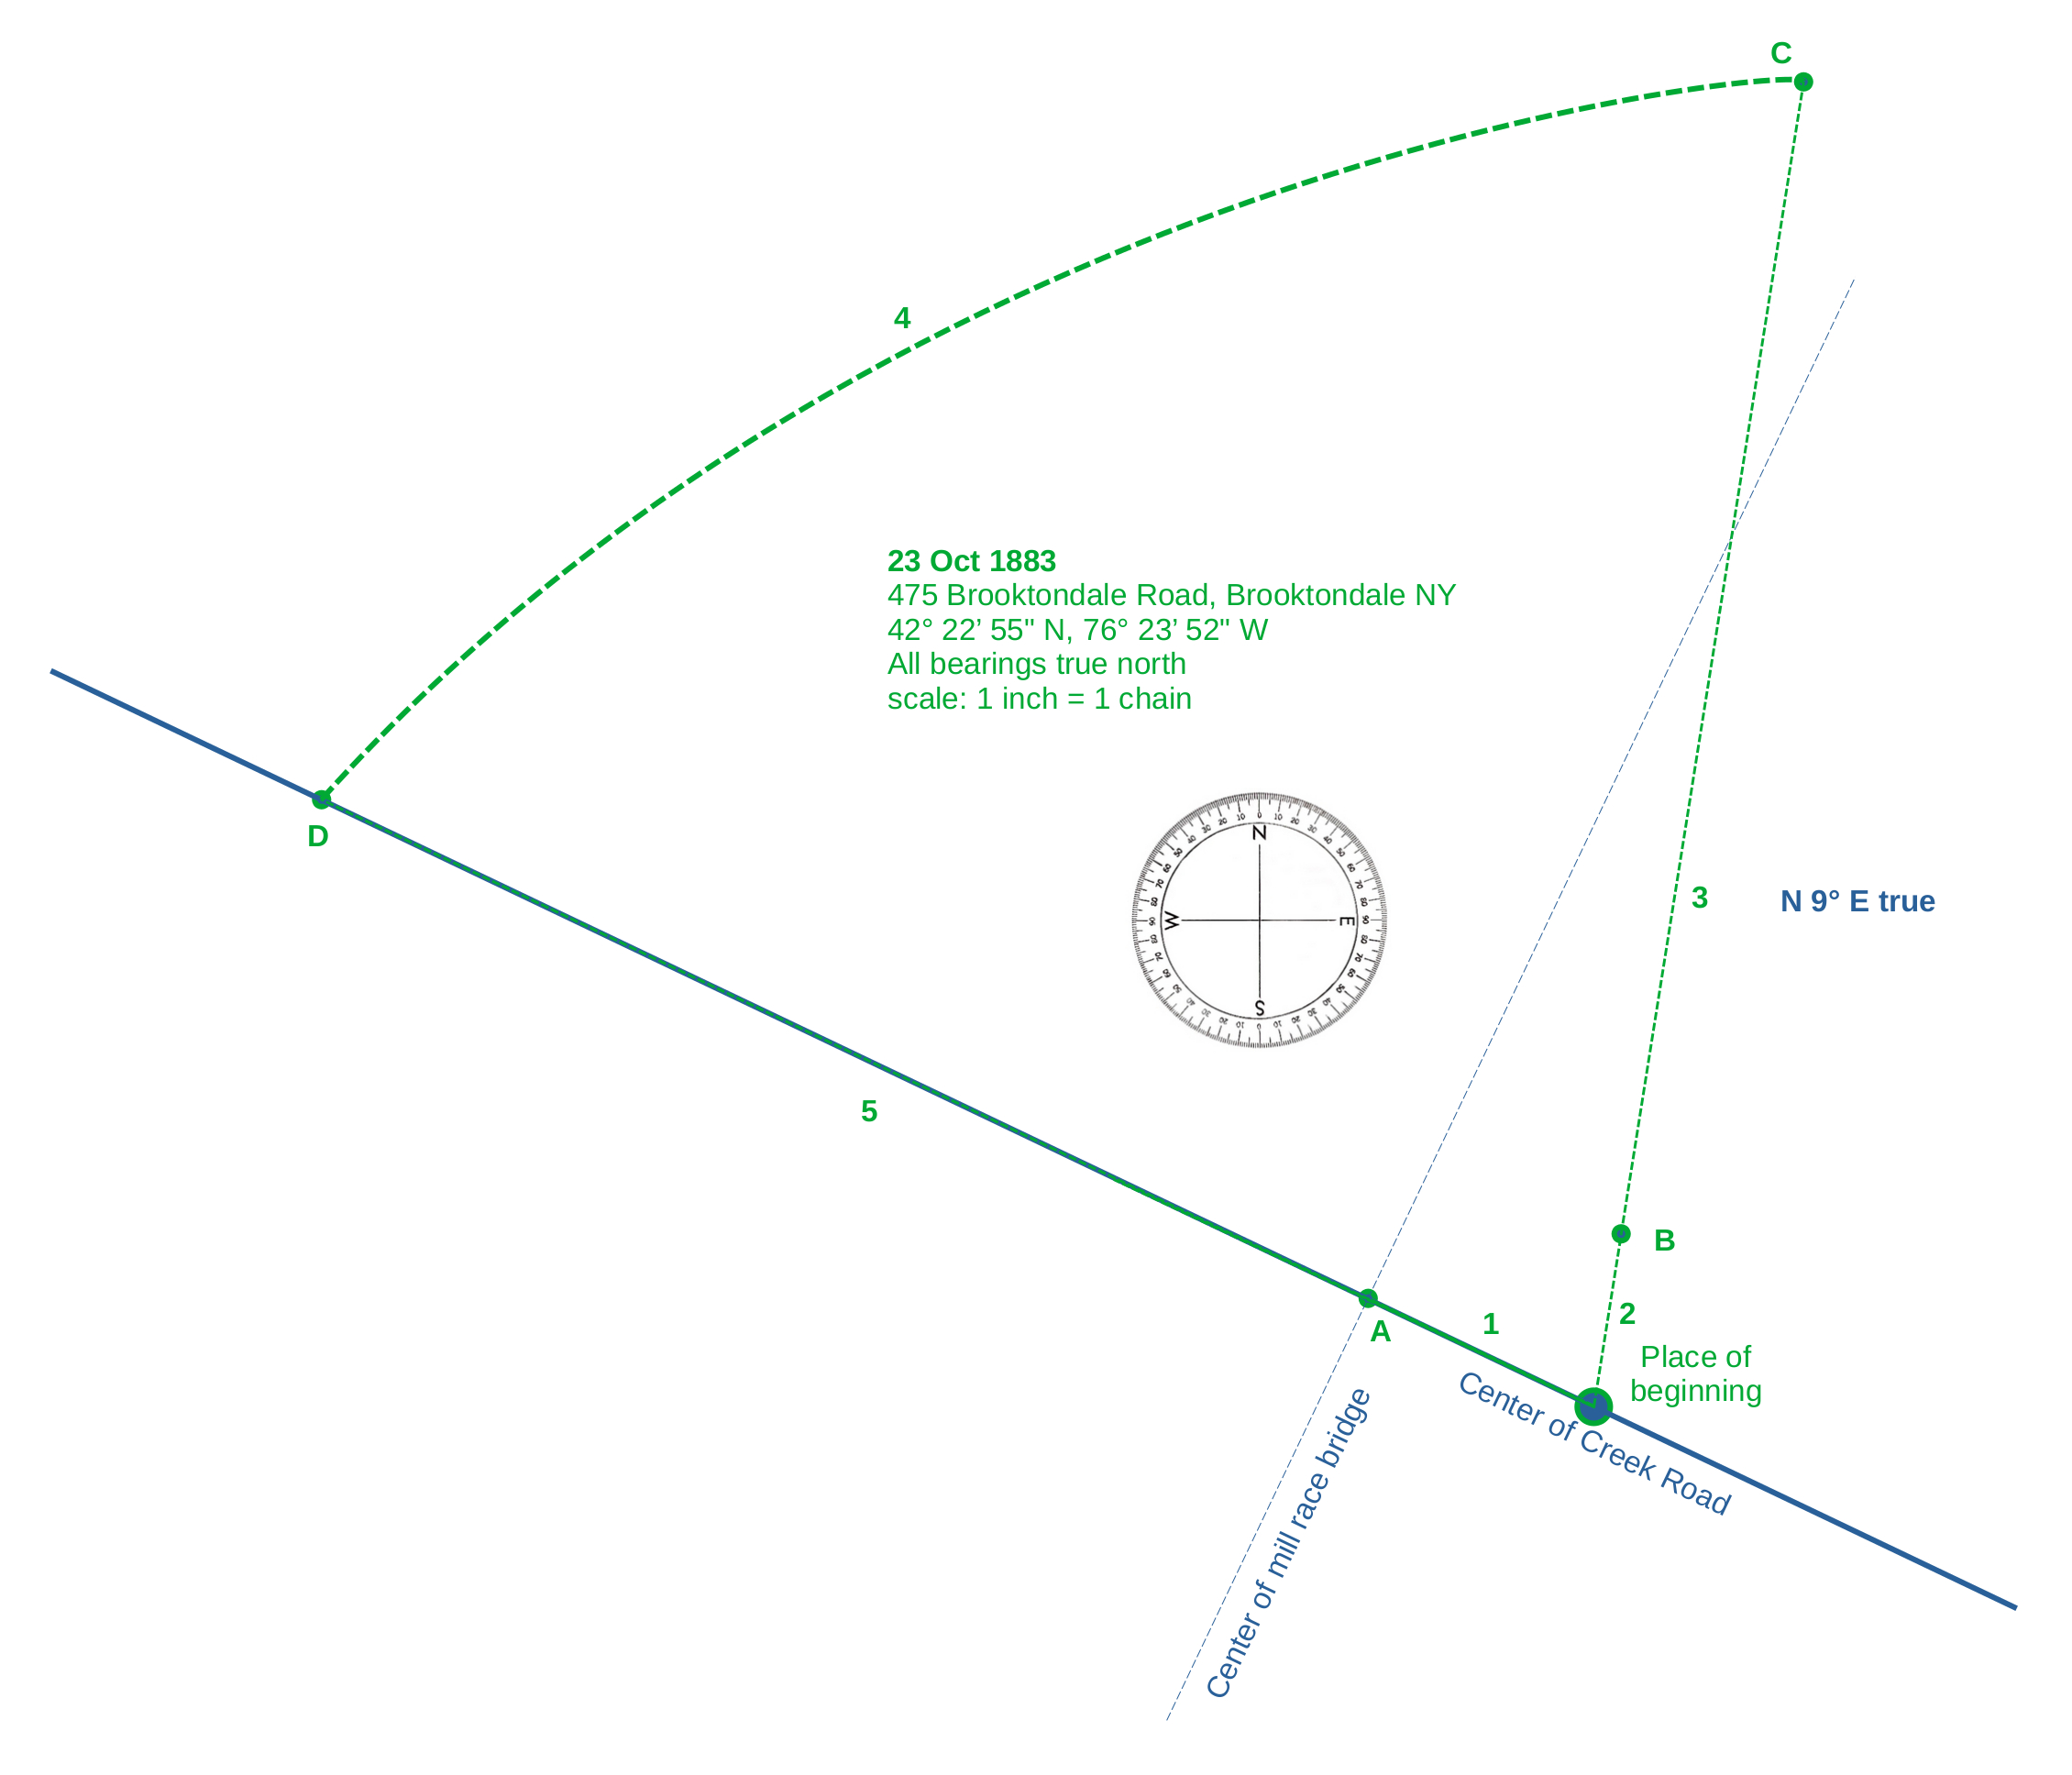 C
4
23 Oct 1883
475 Brooktondale Road, Brooktondale NY
42° 22’ 55" N, 76° 23’ 52" W
All bearings true north
scale: 1 inch = 1 chain
D
N
W
E
S
3
N 9° E true
5
B
A
1
2
Place of
beginning
Center of Creek Road
Center of mill race bridge